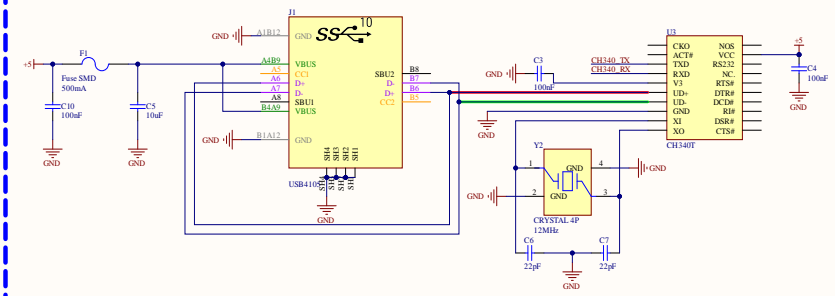 J1
A1B12 GND
SS 10
+5
F1
Fuse SMD
500mA
C10
100nF
GND
C5
10uF
GND
GND
A4B9 VBUS
A5 CC1
A6 D+
A7 D-
A8 SBU1
B4A9 VBUS
B1A12 GND
GND
SBU2 B8
D- B7
D+ B6
CC2 B5
SH4
SH3
SH2
SH1
GND
C3
100nF
GND
CH340_TX
CH340_RX
GND
U3
CKO NOS
ACT# VCC
TXD RS232
RXD NC.
V3 RTS#
UD+ DTR#
UD- DCD#
GND RI#
XI DSR#
XO CTS#
CH340T
+5
C4
100nF
GND
Y2
1 GND 4
2 GND 3
GND
GND
CRYSTAL 4P
12MHz
C6
22pF
C7
22pF
GND